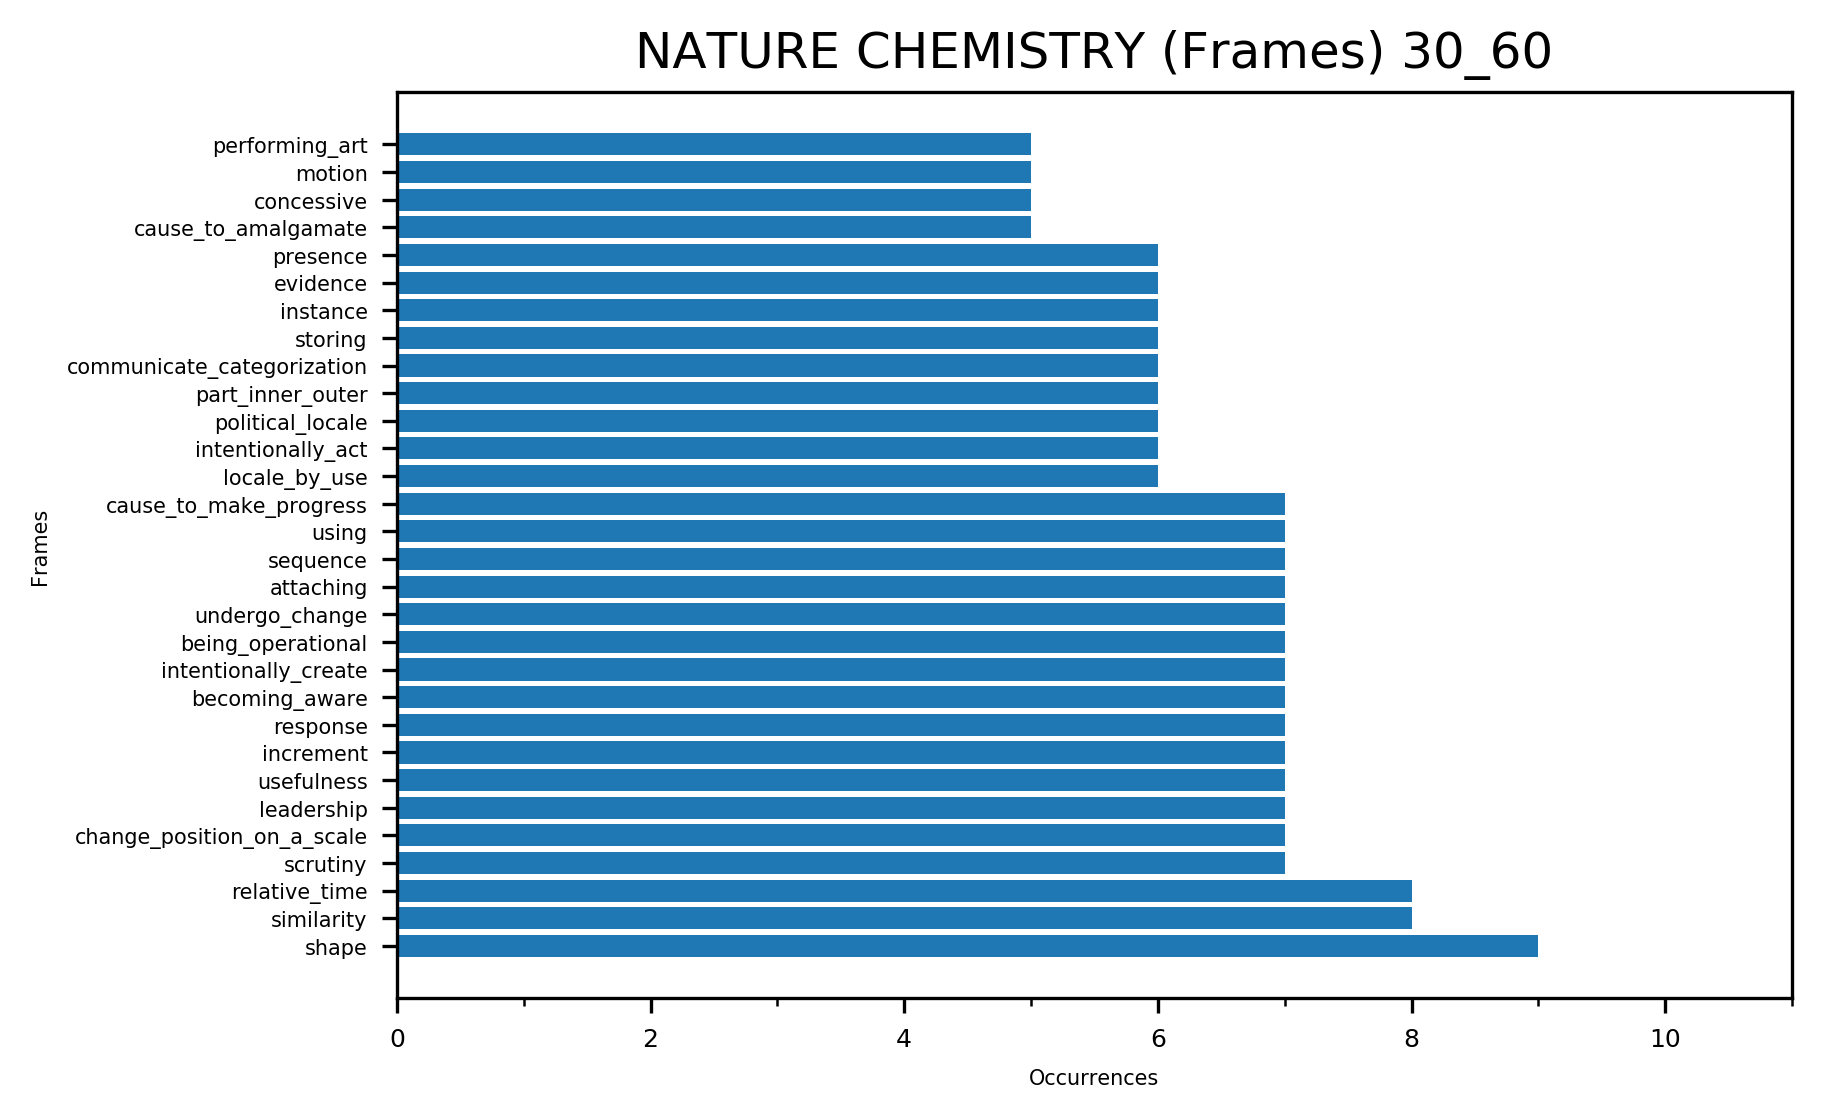 NATURE CHEMISTRY (Frames) 30_60
performing_art
motion
concessive
cause_to_amalgamate
presence
evidence
instance
storing
communicate_categorization
part_inner_outer
political_locale
intentionally_act
locale_by_use
cause_to_make_progress
using
sequence
attaching
undergo_change
being_operational
intentionally_create
becoming_aware
response
increment
usefulness
leadership
change_position_on_a_scale
scrutiny
relative_time
similarity
shape
Frames
0 2 4 6 8 10
Occurrences